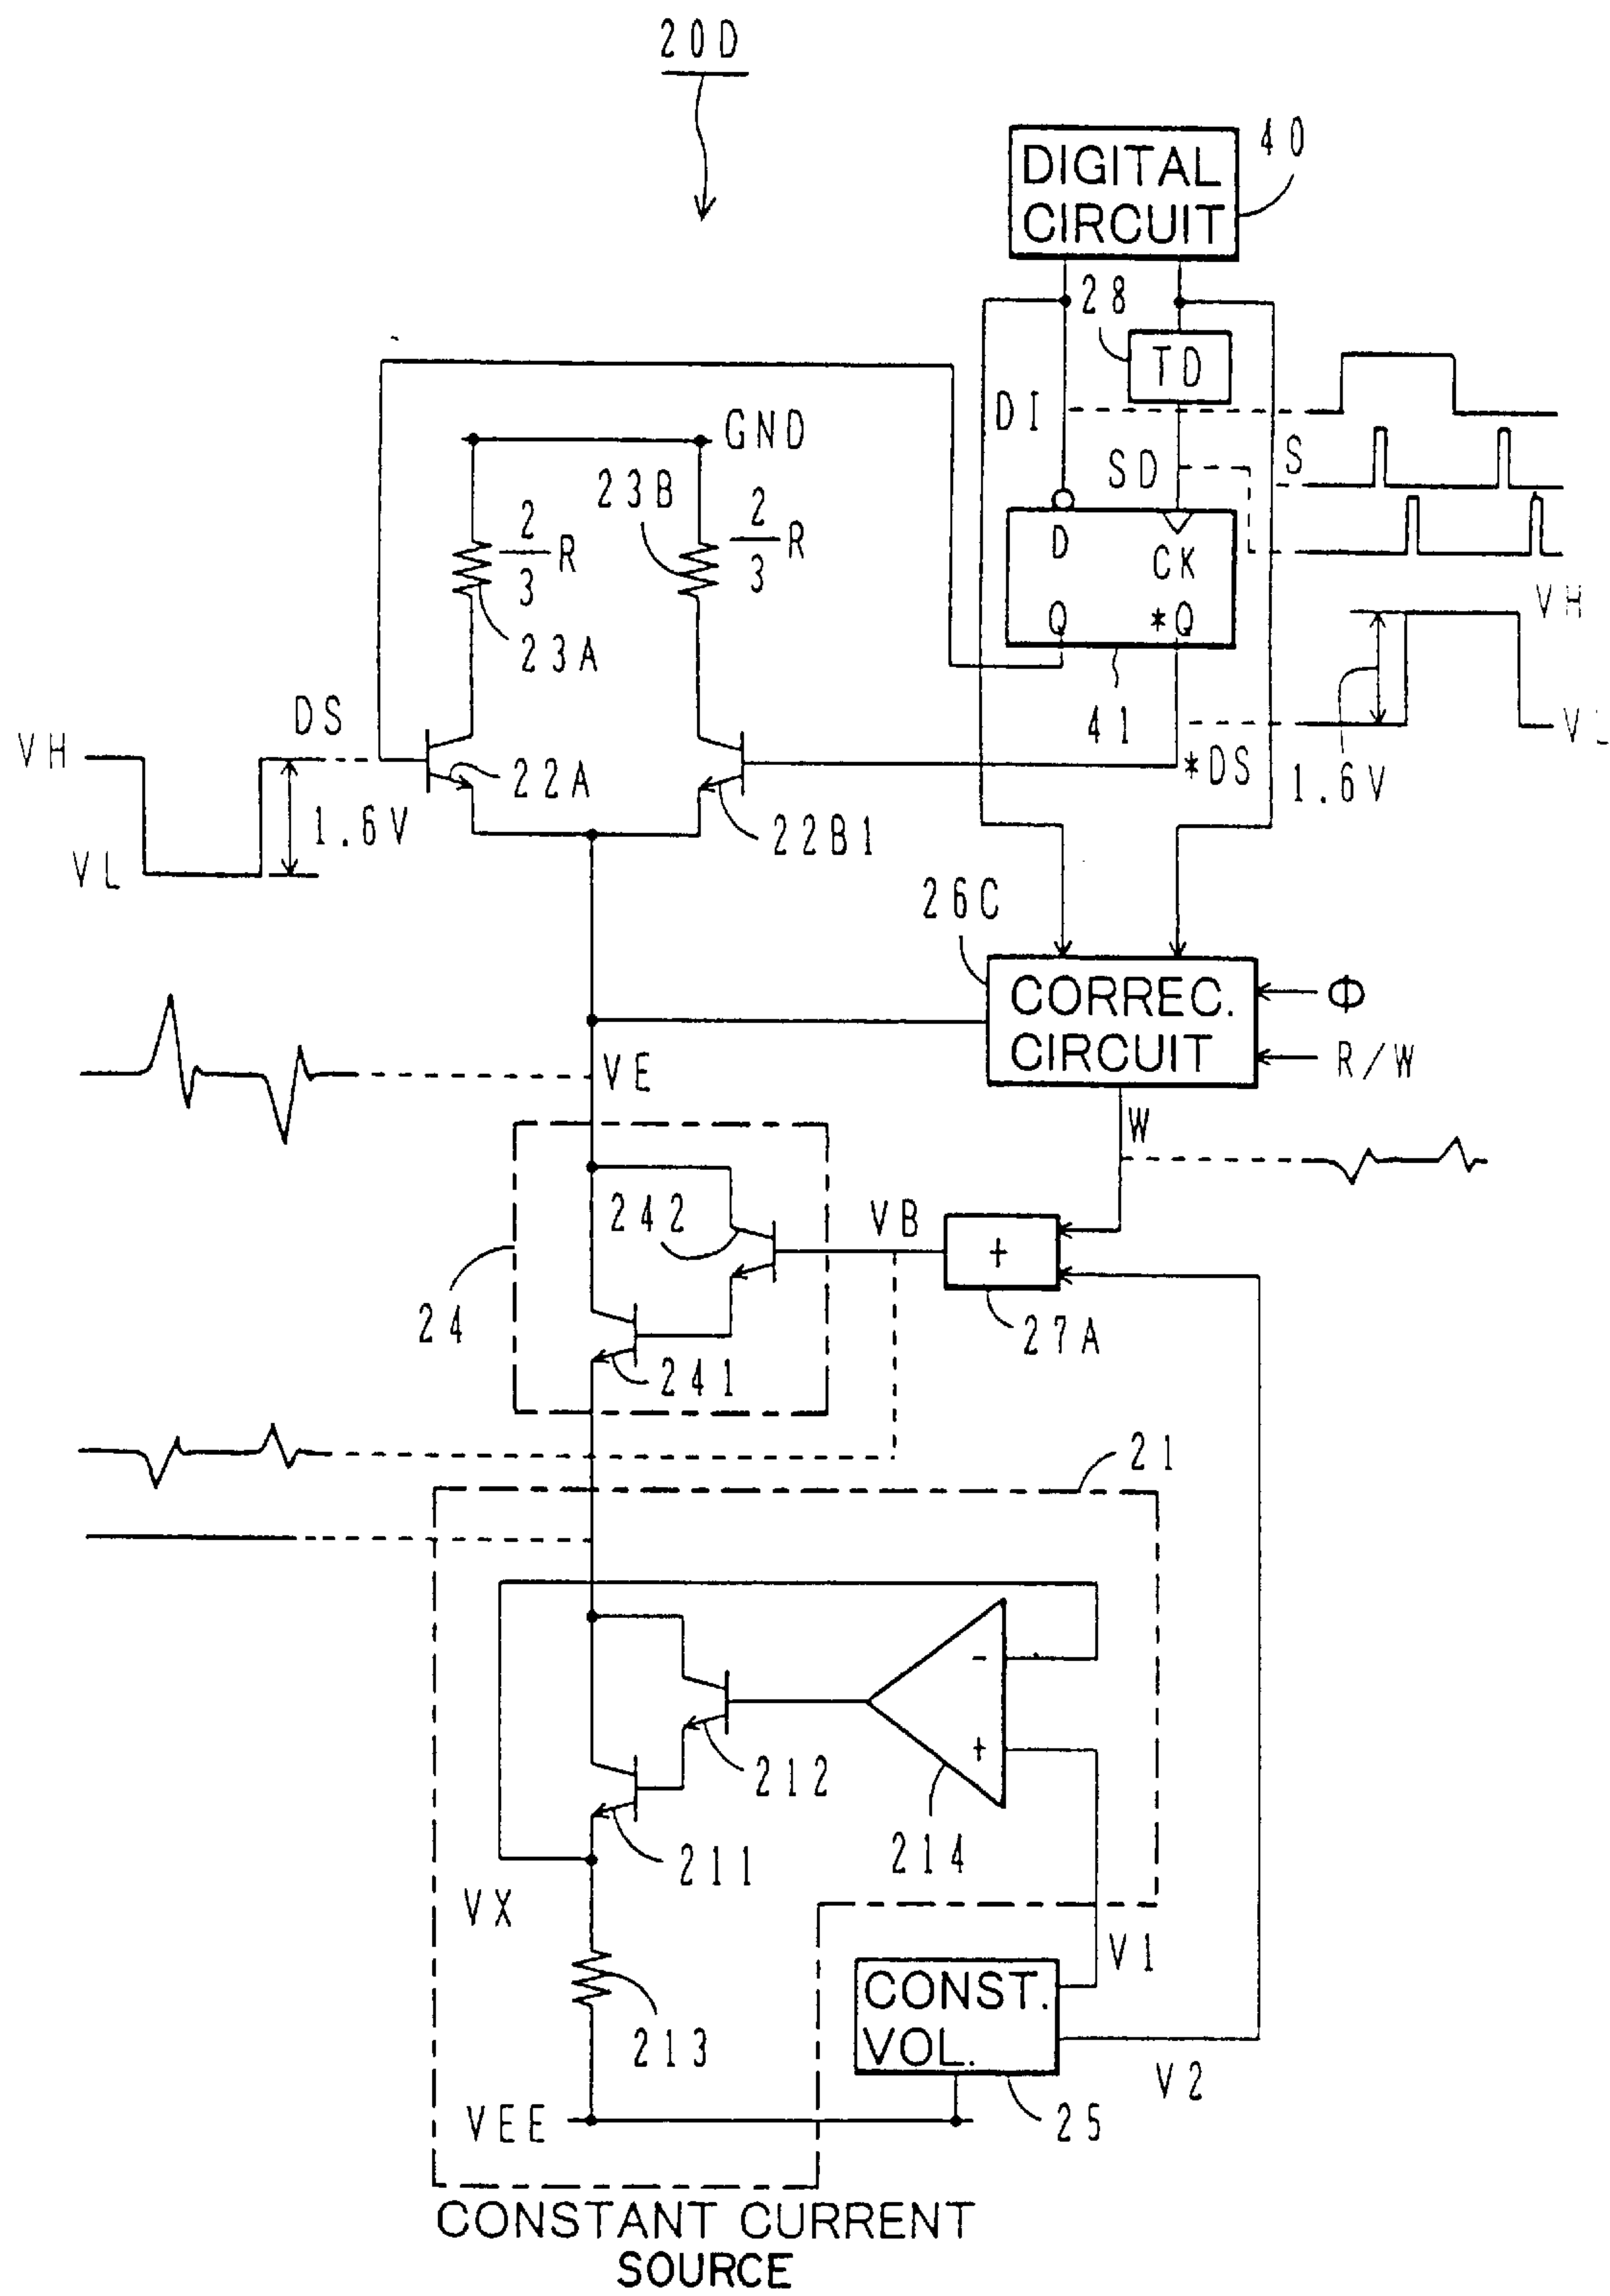 20D
DIGITAL
CIRCUIT
40
28
TD
DI
GND
SD
S
23B
2
3
R
2
3
R
D
CK
Q
*Q
VH
23A
DS
41
VH
22A
*DS
1.6V
1.6V
22B1
VL
26C
CORREC.
CIRCUIT
Φ
R/W
VE
W
242
VB
+
24
27A
241
21
-
+
212
214
211
VX
V1
CONST.
VOL.
213
V2
VEE
25
CONSTANT CURRENT
SOURCE